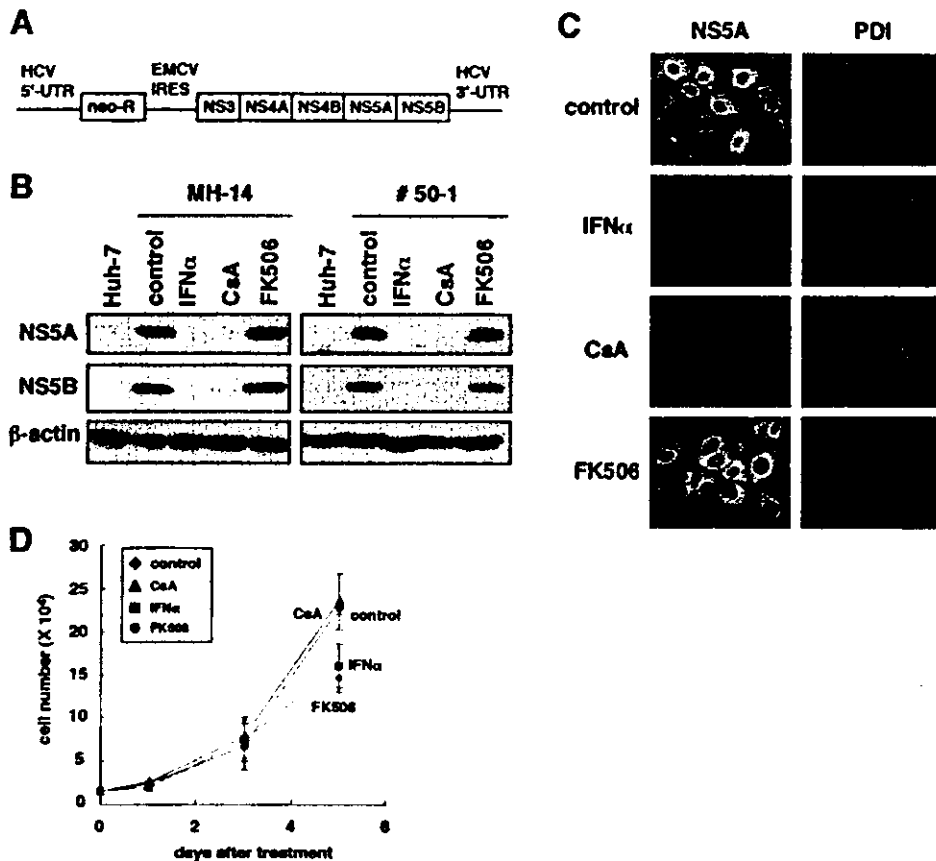 A
HCV
5'-UTR
EMCV
IRES
HCV
3'-UTR
neo-R
NS3
NS4A
NS4B
NS5A
NS5B
B
MH-14
# 50-1
Huh-7
control
IFNα
CsA
FK506
Huh-7
control
IFNα
CsA
FK506
NS5A
NS5B
β-actin
C
NS5A
PDI
control
IFNα
CsA
FK506
D
30
25
20
15
10
5
0
cell number (X 10⁴)
control
CsA
IFNα
FK506
CsA
control
IFNα
FK506
0
2
4
6
days after treatment